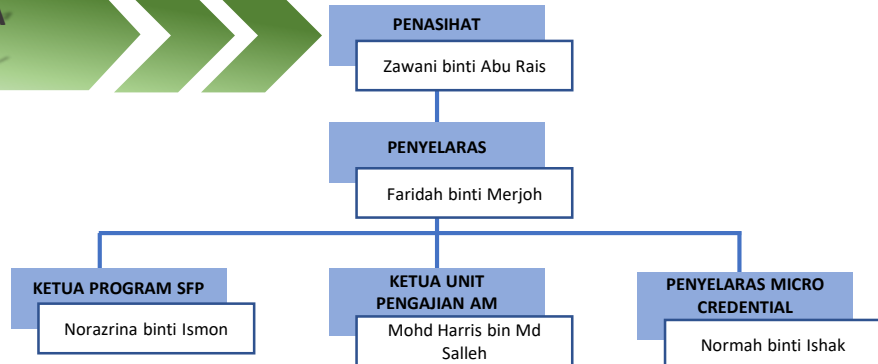 A
PENASIHAT
Zawani binti Abu Rais
PENYELARAS
Faridah binti Merjoh
KETUA PROGRAM SFP
Norazrina binti Ismon
KETUA UNIT
PENGAJIAN AM
Mohd Harris bin Md
Salleh
PENYELARAS MICRO
CREDENTIAL
Normah binti Ishak